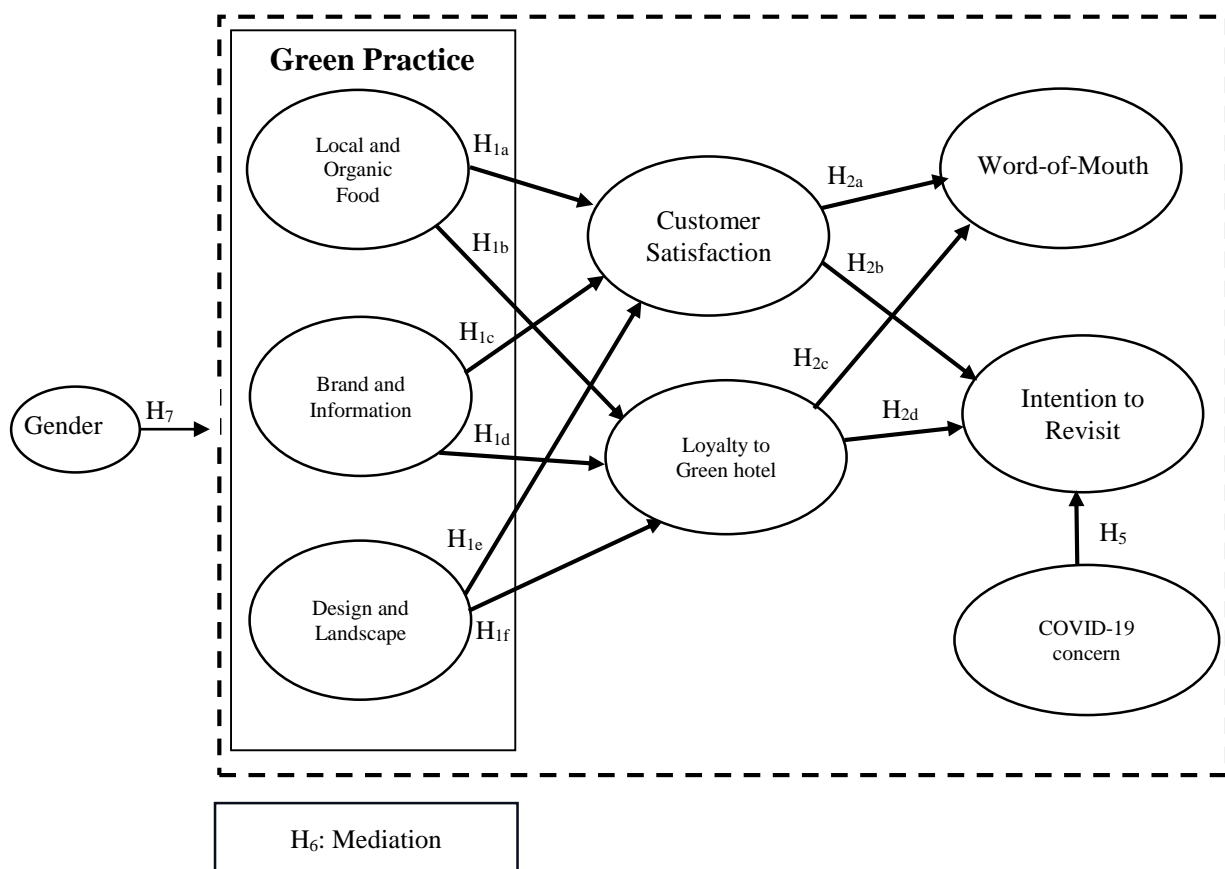 Green Practice
Local and
Organic
Food
H1a
H1b
Brand and
Information
H1c
H1d
Design and
Landscape
H1e
H1f
Gender
H7
Customer
Satisfaction
Loyalty to
Green hotel
H2a
H2b
H2c
H2d
Word-of-Mouth
Intention to
Revisit
H5
COVID-19
concern
H6: Mediation